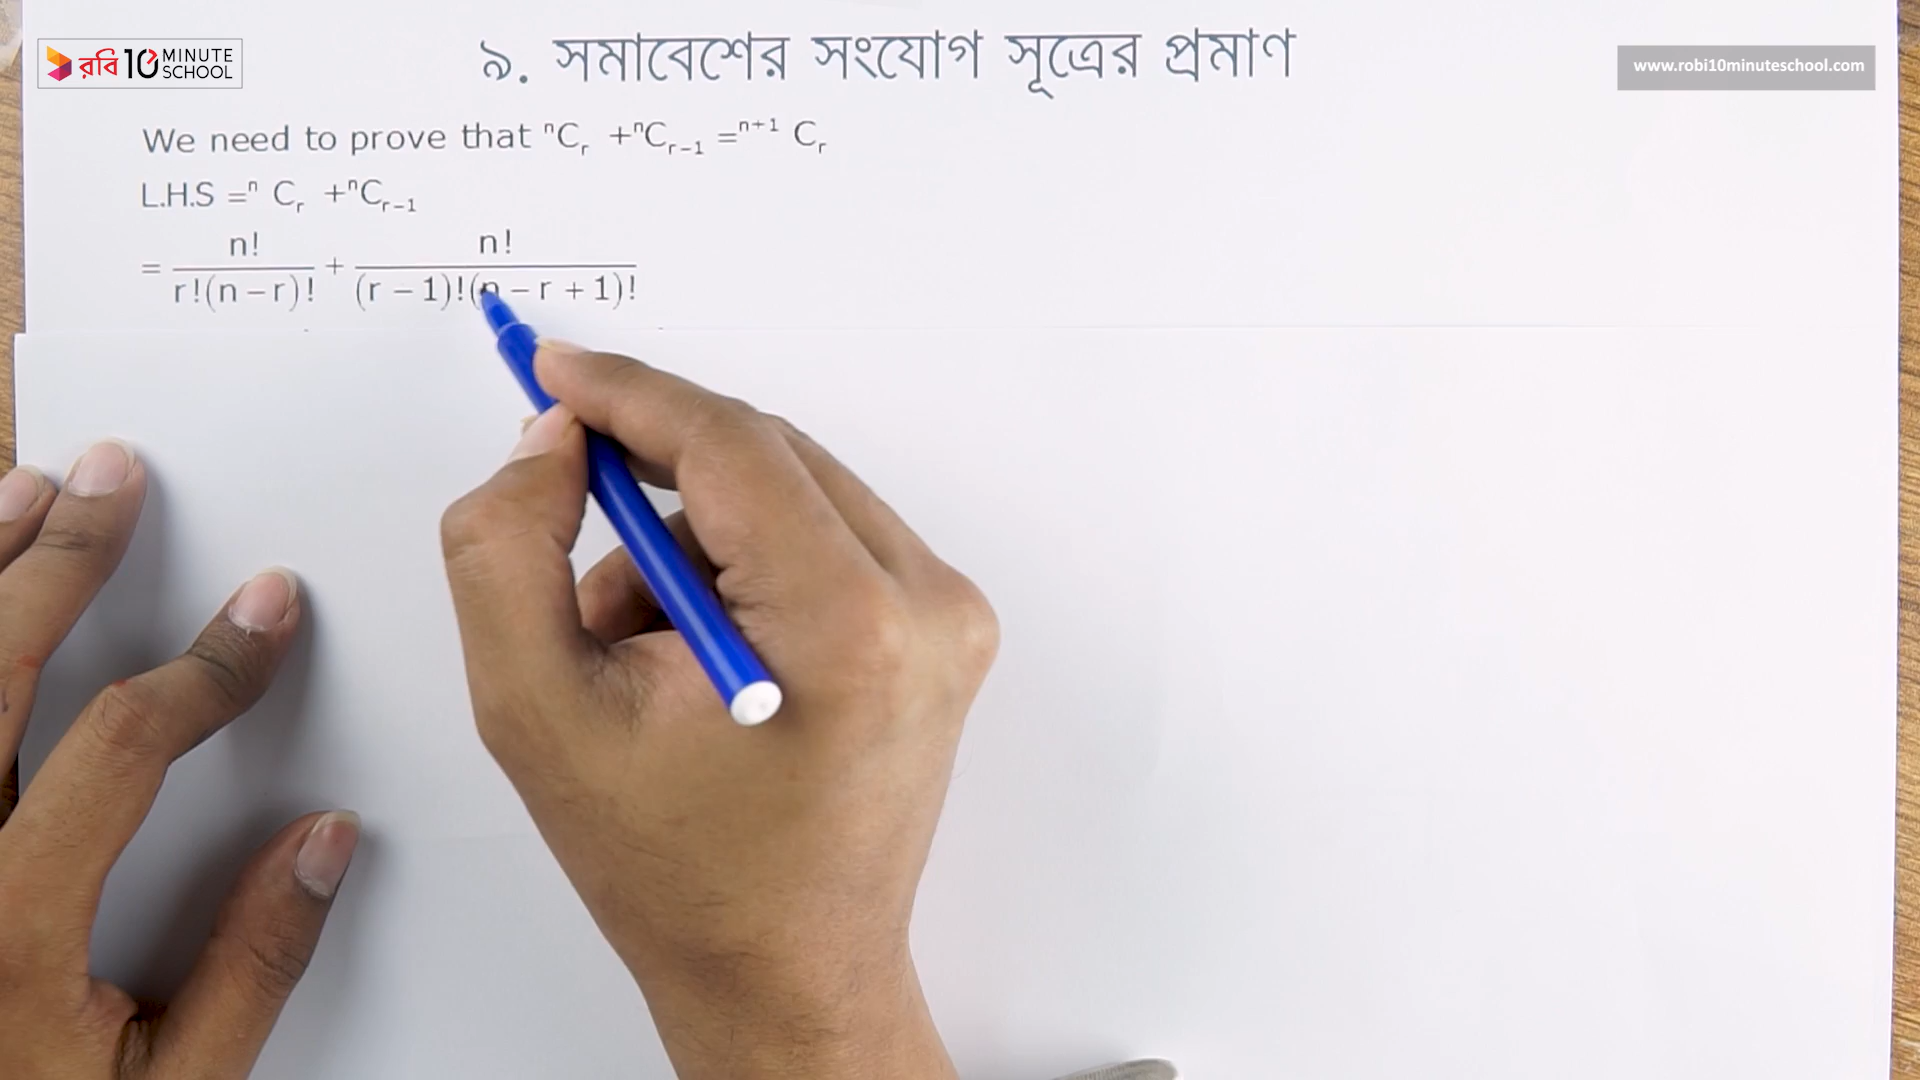 রবি 10 MINUTE SCHOOL
৯. সমাবেশের সংযোগ সূত্রের প্রমাণ
www.robi10minuteschool.com
We need to prove that ⁿCᵣ +ⁿCᵣ₋₁ =ⁿ⁺¹ Cᵣ
L.H.S =ⁿ Cᵣ +ⁿCᵣ₋₁
= n!/r!(n − r)! + n!/(r − 1)!(n − r + 1)!